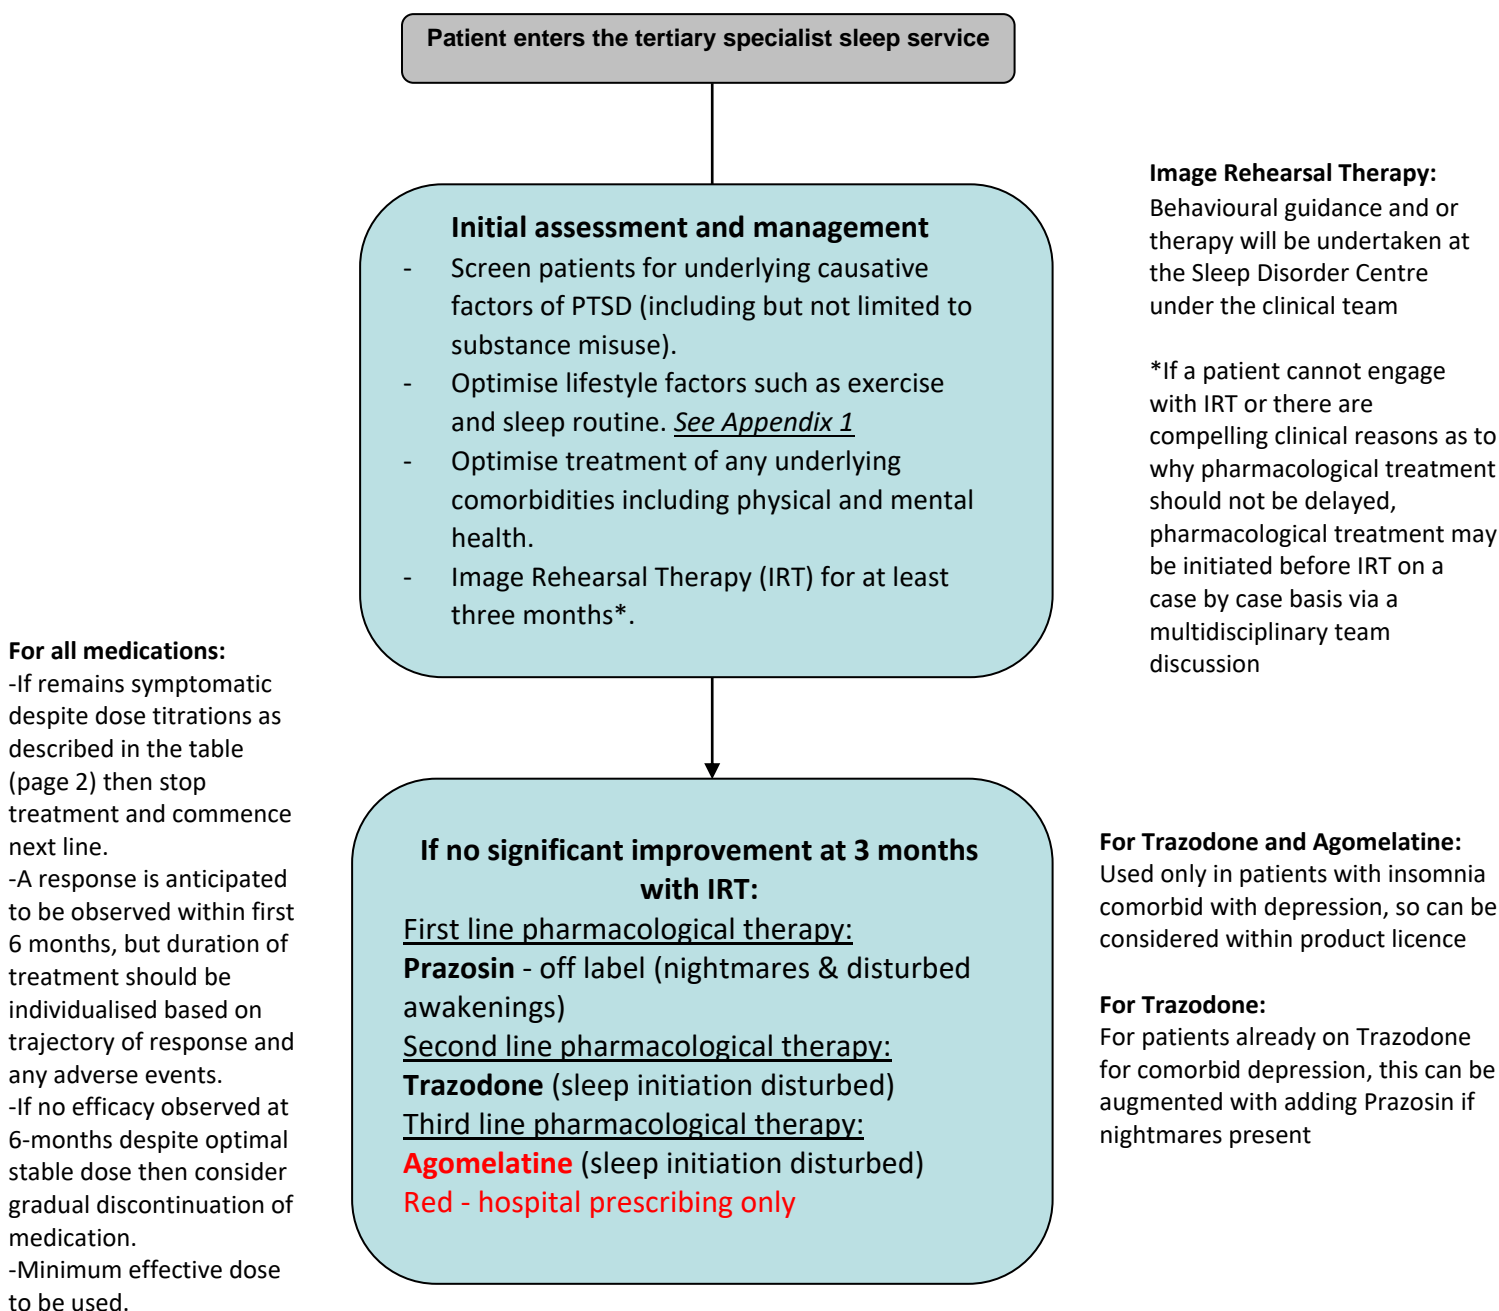 Patient enters the tertiary specialist sleep service
Initial assessment and management
- Screen patients for underlying causative
factors of PTSD (including but not limited to
substance misuse).
- Optimise lifestyle factors such as exercise
and sleep routine. See Appendix 1
- Optimise treatment of any underlying
comorbidities including physical and mental
health.
- Image Rehearsal Therapy (IRT) for at least
three months*.
Image Rehearsal Therapy:
Behavioural guidance and or
therapy will be undertaken at
the Sleep Disorder Centre
under the clinical team
*If a patient cannot engage
with IRT or there are
compelling clinical reasons as to
why pharmacological treatment
should not be delayed,
pharmacological treatment may
be initiated before IRT on a
case by case basis via a
multidisciplinary team
discussion
For all medications:
-If remains symptomatic
despite dose titrations as
described in the table
(page 2) then stop
treatment and commence
next line.
-A response is anticipated
to be observed within first
6 months, but duration of
treatment should be
individualised based on
trajectory of response and
any adverse events.
-If no efficacy observed at
6-months despite optimal
stable dose then consider
gradual discontinuation of
medication.
-Minimum effective dose
to be used.
If no significant improvement at 3 months
with IRT:
First line pharmacological therapy:
Prazosin - off label (nightmares & disturbed
awakenings)
Second line pharmacological therapy:
Trazodone (sleep initiation disturbed)
Third line pharmacological therapy:
Agomelatine (sleep initiation disturbed)
Red - hospital prescribing only
For Trazodone and Agomelatine:
Used only in patients with insomnia
comorbid with depression, so can be
considered within product licence
For Trazodone:
For patients already on Trazodone
for comorbid depression, this can be
augmented with adding Prazosin if
nightmares present